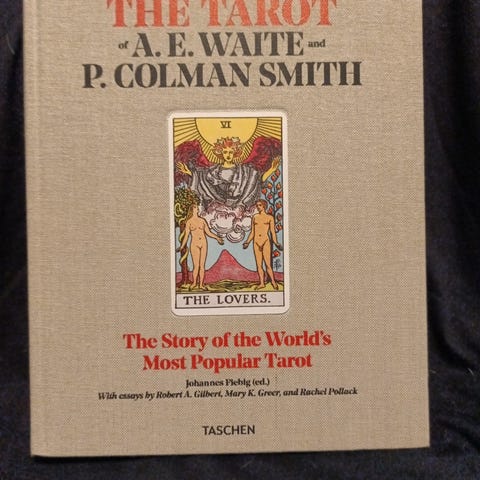 THE TAROT
of A. E. WAITE and
P. COLMAN SMITH
VI
THE LOVERS.
The Story of the World's
Most Popular Tarot
Johannes Fiebig (ed.)
With essays by Robert A. Gilbert, Mary K. Greer, and Rachel Pollack
TASCHEN